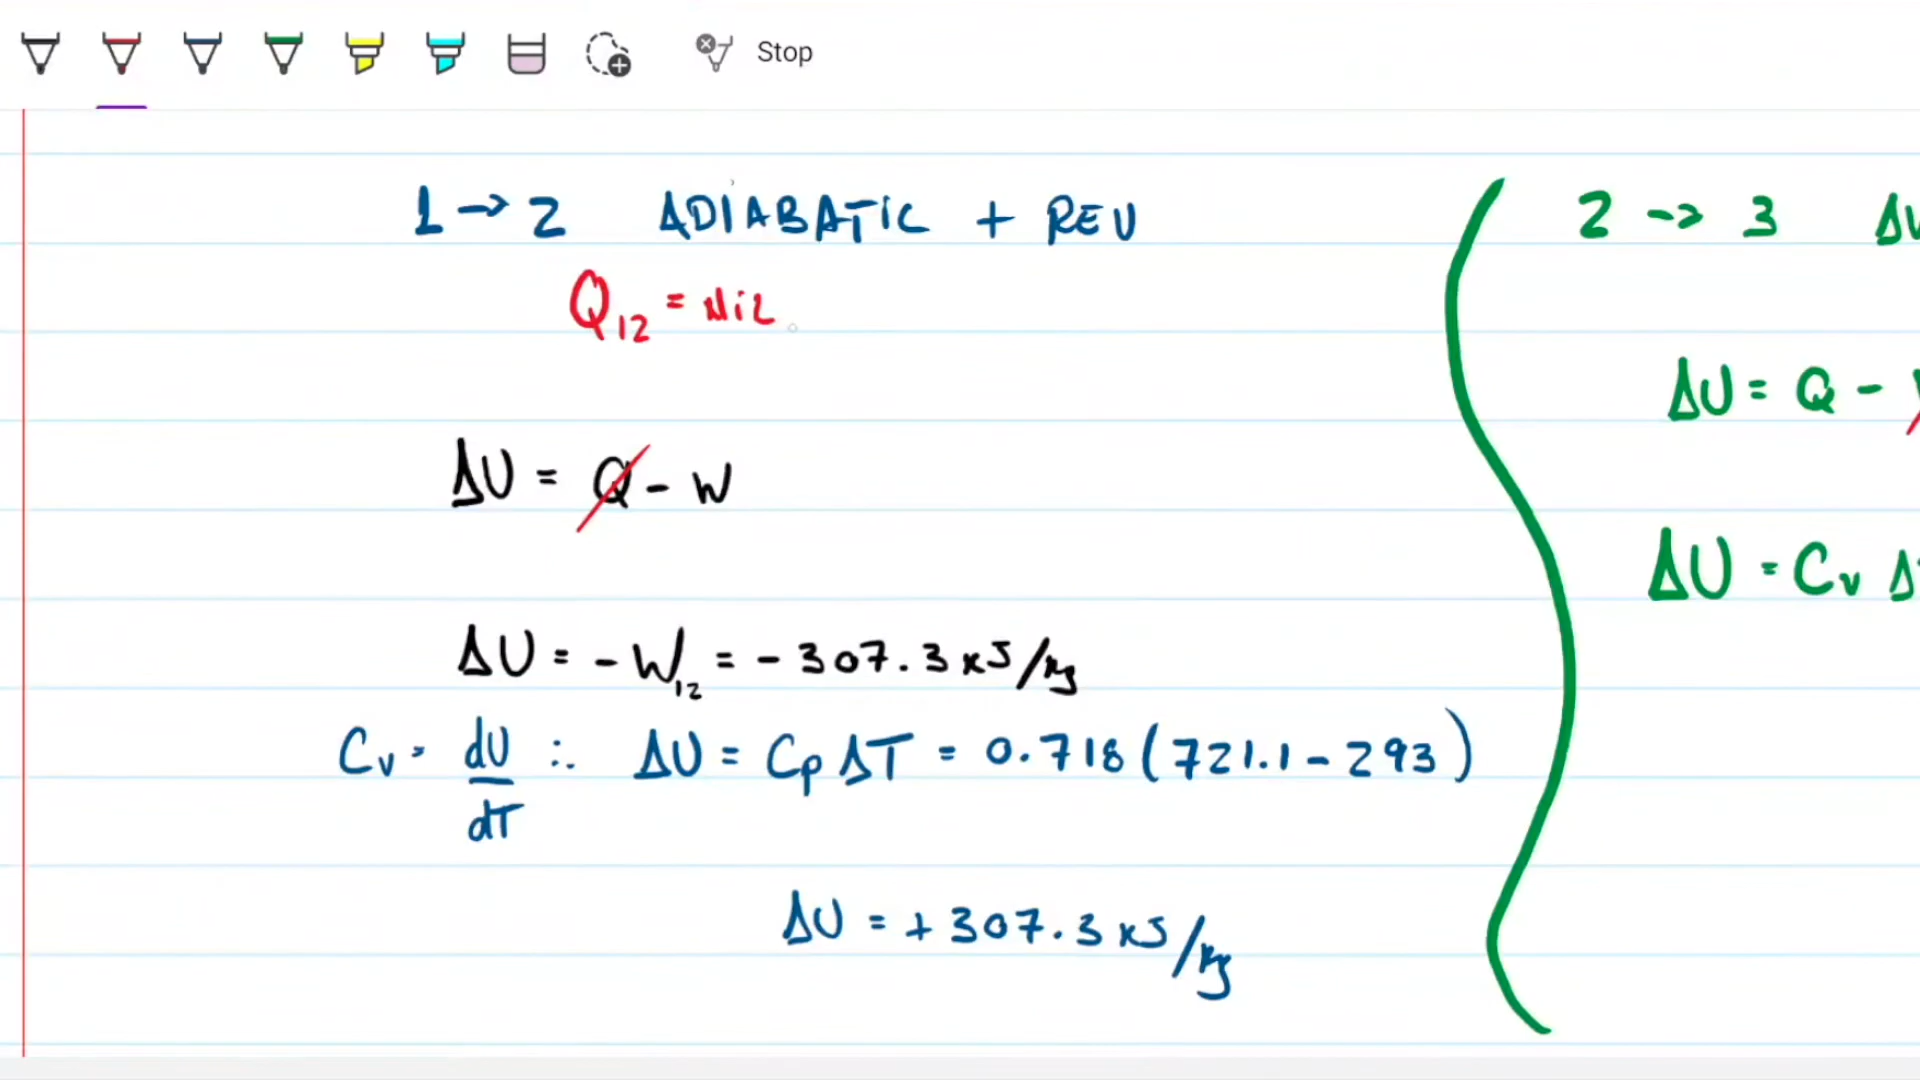 Stop
1 → 2 ADIABATIC + REV
Q12 = NiL
ΔU = Q - W
ΔU = -W12 = -307.3 kJ/kg
Cv = dU/dT ∴ ΔU = Cp ΔT = 0.718 (721.1 - 293)
ΔU = +307.3 kJ/kg
2 → 3
ΔU = Q -
ΔU = Cv Δ